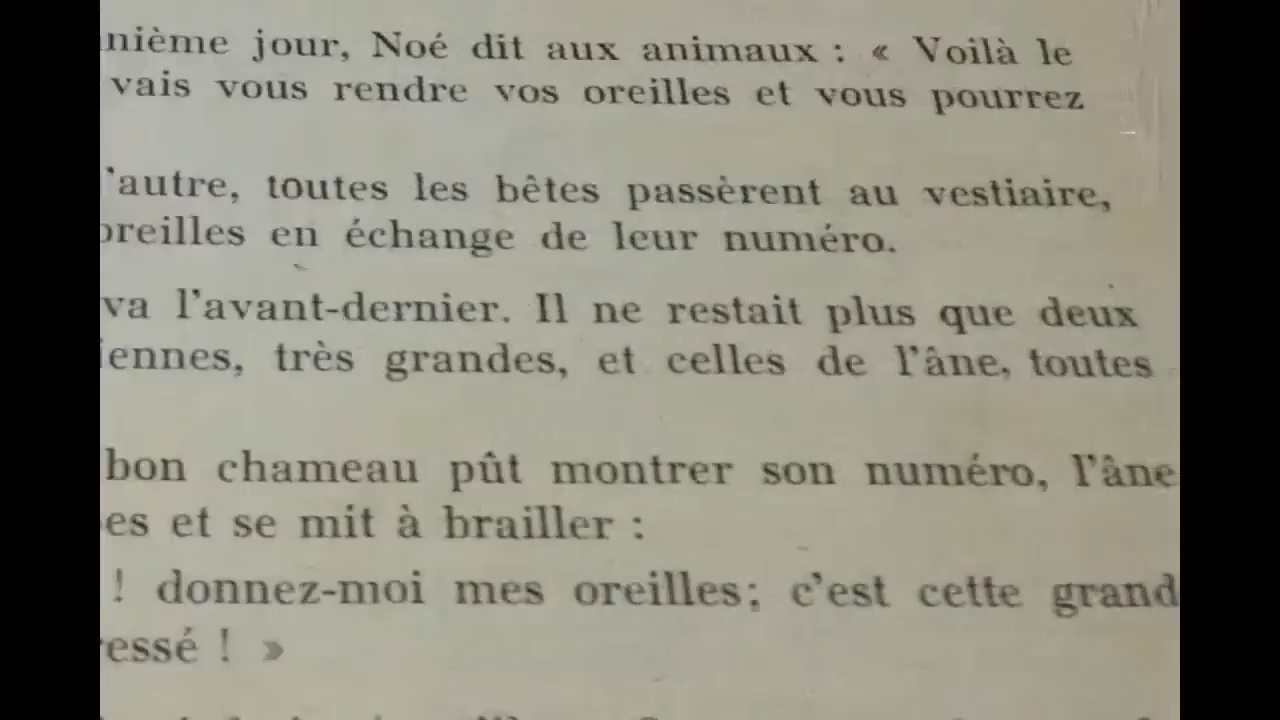 nième jour, Noé dit aux animaux : « Voilà le
vais vous rendre vos oreilles et vous pourrez
'autre, toutes les bêtes passèrent au vestiaire,
oreilles en échange de leur numéro.
va l'avant-dernier. Il ne restait plus que deux
iennes, très grandes, et celles de l'âne, toutes
bon chameau pût montrer son numéro, l'âne
es et se mit à brailler :
! donnez-moi mes oreilles; c'est cette grand
essé ! »